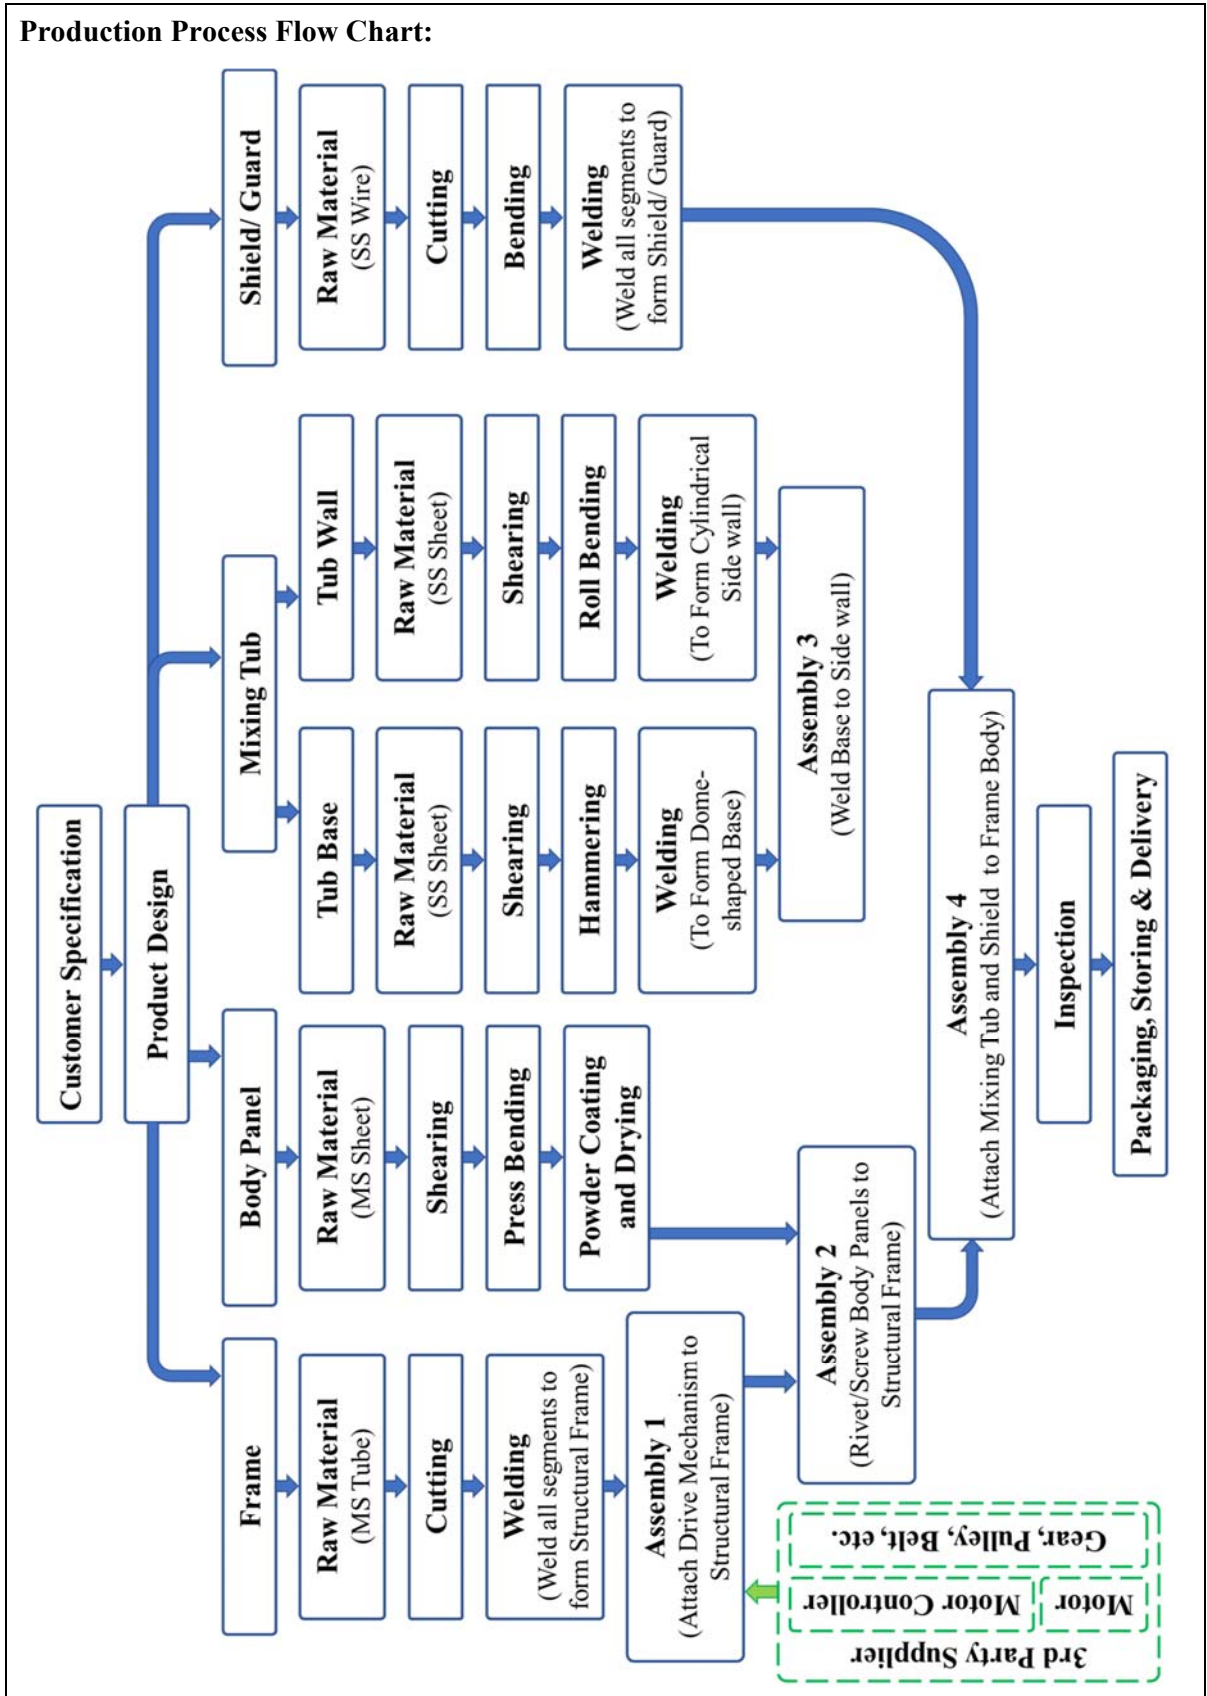 Production Process Flow Chart:
Customer Specification
Product Design
Frame
Raw Material
(MS Tube)
Cutting
Welding
(Weld all segments to
form Structural Frame)
Assembly 1
(Attach Drive Mechanism to
Structural Frame)
3rd Party Supplier
Motor
Motor Controller
Gear, Pulley, Belt, etc.
Body Panel
Raw Material
(MS Sheet)
Shearing
Press Bending
Powder Coating
and Drying
Assembly 2
(Rivet/Screw Body Panels to
Structural Frame)
Mixing Tub
Tub Base
Raw Material
(SS Sheet)
Shearing
Hammering
Welding
(To Form Dome-
shaped Base)
Tub Wall
Raw Material
(SS Sheet)
Shearing
Roll Bending
Welding
(To Form Cylindrical
Side wall)
Assembly 3
(Weld Base to Side wall)
Shield/ Guard
Raw Material
(SS Wire)
Cutting
Bending
Welding
(Weld all segments to
form Shield/ Guard)
Assembly 4
(Attach Mixing Tub and Shield to Frame Body)
Inspection
Packaging, Storing & Delivery